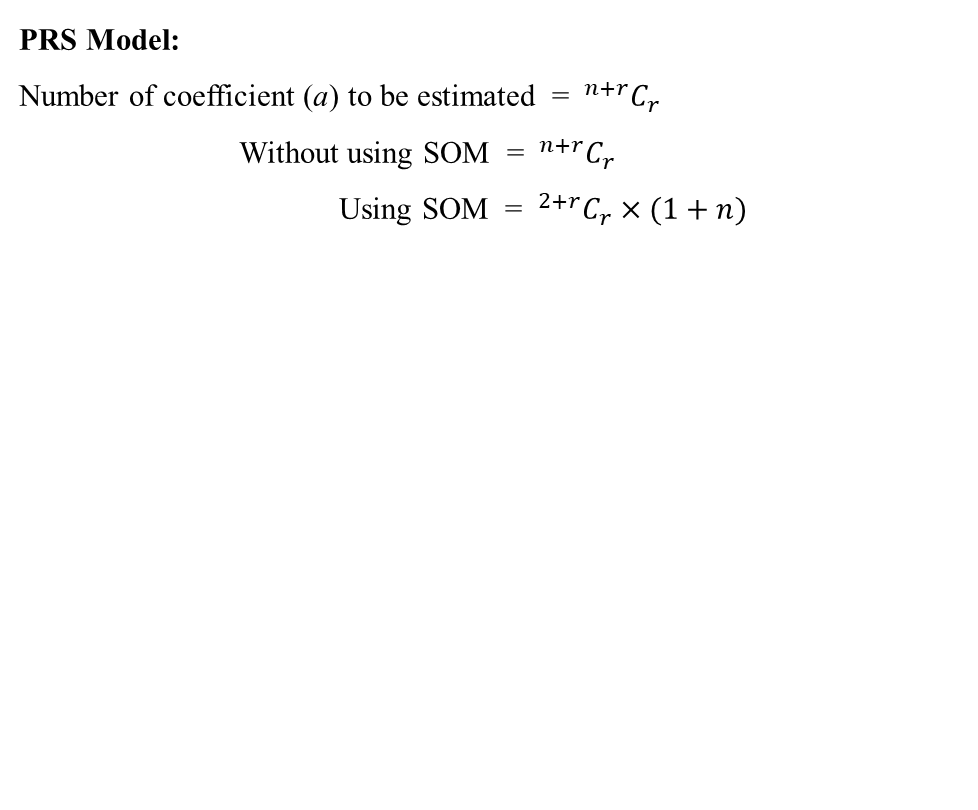 PRS Model:
Number of coefficient (a) to be estimated = ⁿ⁺ʳCᵣ
Without using SOM = ⁿ⁺ʳCᵣ
Using SOM = ²⁺ʳCᵣ × (1 + n)